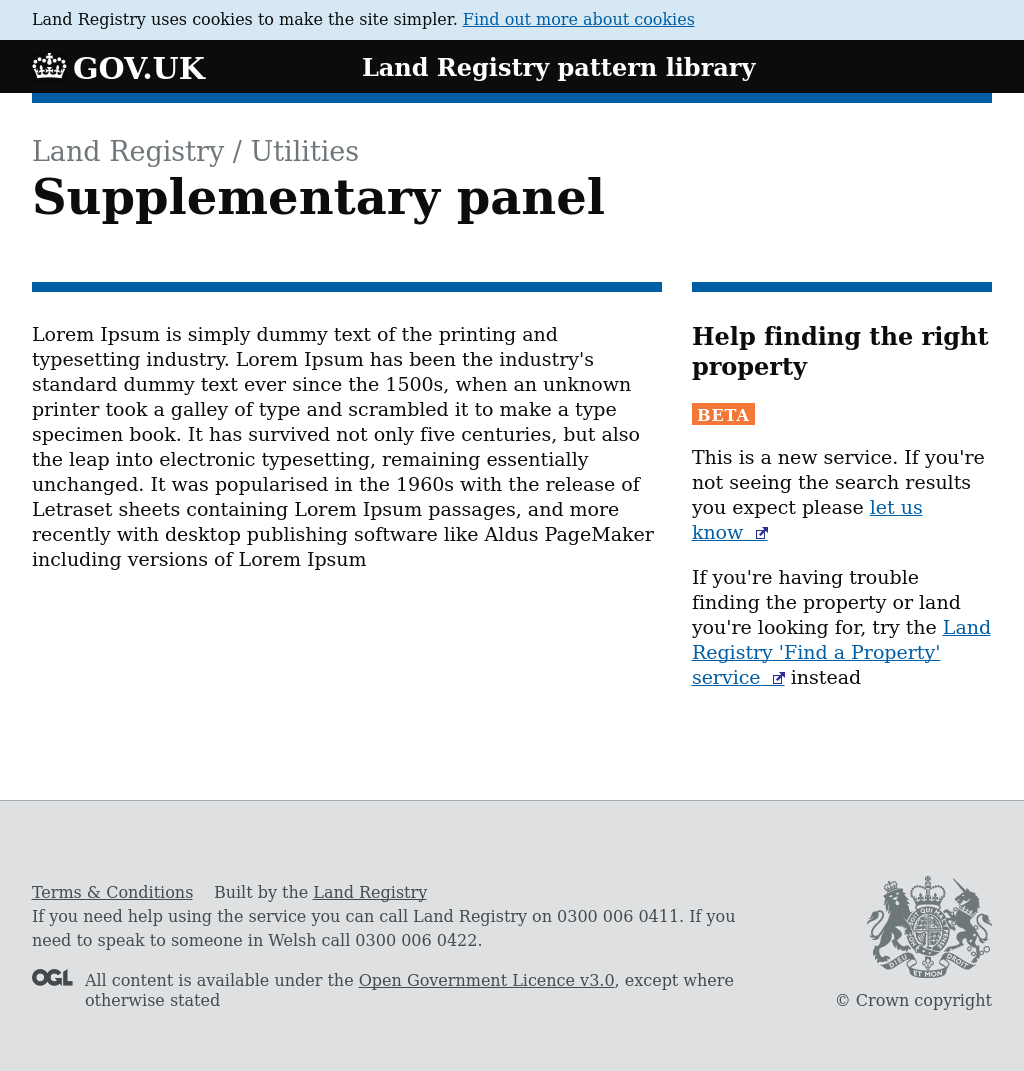 Land Registry uses cookies to make the site simpler. Find out more about cookies
GOV.UK
Land Registry pattern library
Land Registry / Utilities
Supplementary panel
Lorem Ipsum is simply dummy text of the printing and
typesetting industry. Lorem Ipsum has been the industry's
standard dummy text ever since the 1500s, when an unknown
printer took a galley of type and scrambled it to make a type
specimen book. It has survived not only five centuries, but also
the leap into electronic typesetting, remaining essentially
unchanged. It was popularised in the 1960s with the release of
Letraset sheets containing Lorem Ipsum passages, and more
recently with desktop publishing software like Aldus PageMaker
including versions of Lorem Ipsum
Help finding the right
property
BETA
This is a new service. If you're
not seeing the search results
you expect please let us
know
If you're having trouble
finding the property or land
you're looking for, try the Land
Registry 'Find a Property'
service instead
Terms & Conditions Built by the Land Registry
If you need help using the service you can call Land Registry on 0300 006 0411. If you
need to speak to someone in Welsh call 0300 006 0422.
OGL
All content is available under the Open Government Licence v3.0, except where
otherwise stated
DIEU ET MON DROIT
© Crown copyright